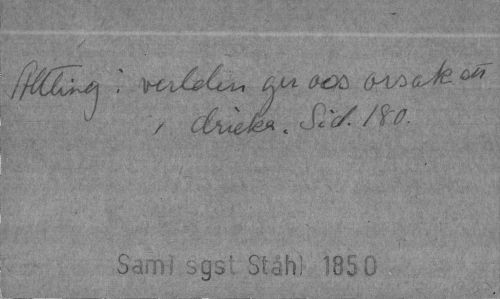 Allting i verlden ger oss orsak att
dricka. Sid. 180.
Saml sgst Ståhl 1850